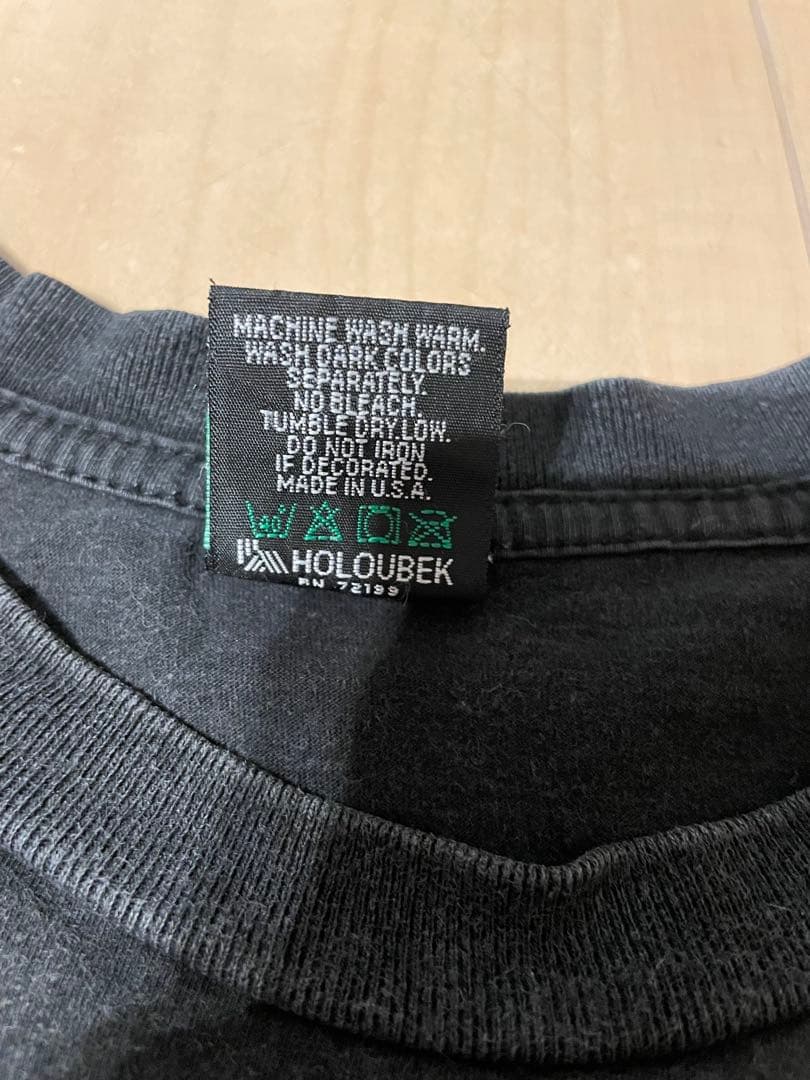 MACHINE WASH WARM.
WASH DARK COLORS
SEPARATELY.
NO BLEACH.
TUMBLE DRY LOW.
DO NOT IRON
IF DECORATED.
MADE IN U.S.A.
40°
HOLOUBEK
RN 72199